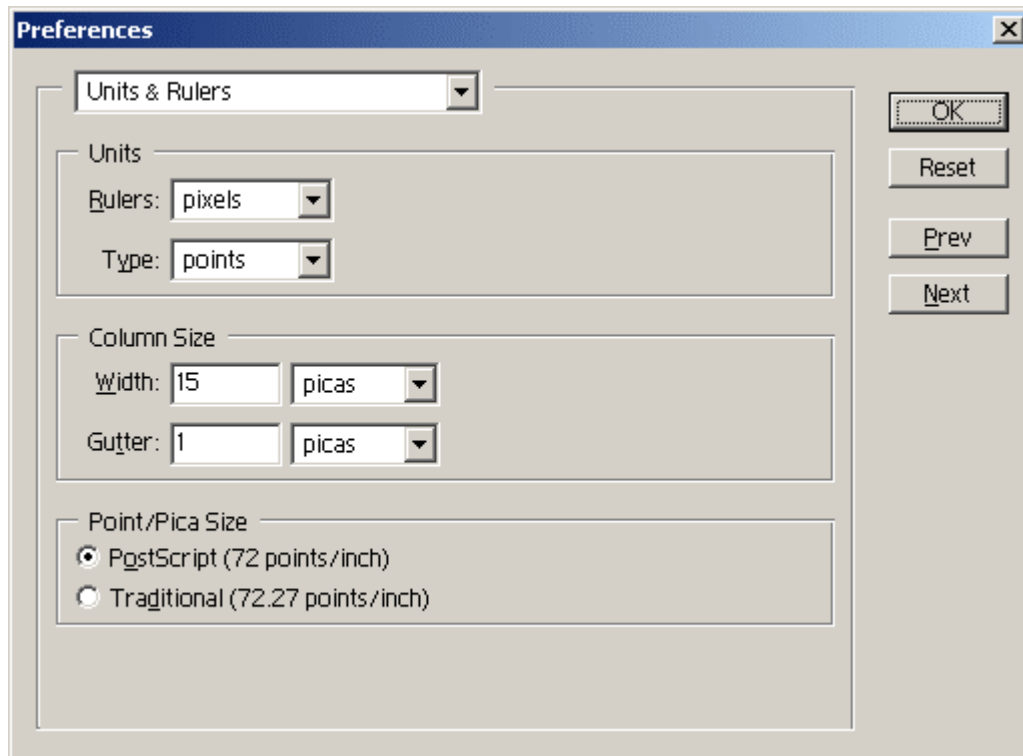 Preferences
Units & Rulers
OK
Reset
Prev
Next
Units
Rulers: pixels
Type: points
Column Size
Width: 15 picas
Gutter: 1 picas
Point/Pica Size
PostScript (72 points/inch)
Traditional (72.27 points/inch)